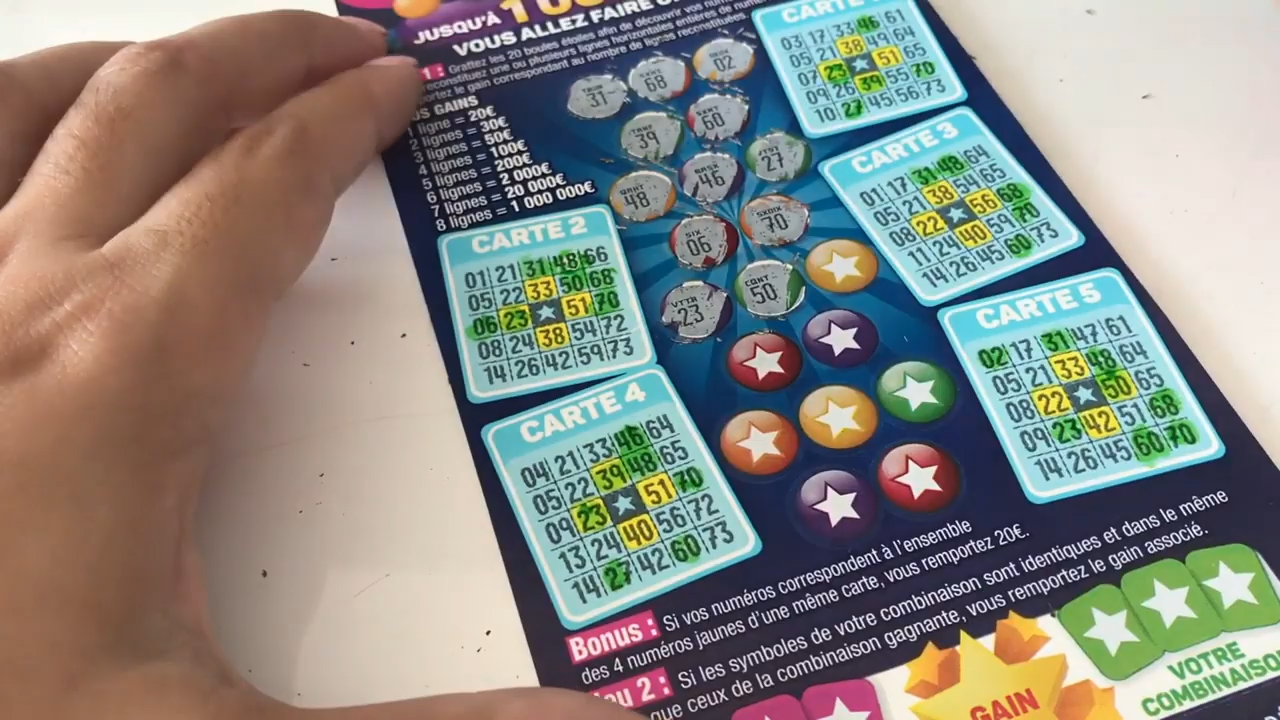 JUSQU'À
VOUS ALLEZ FAIRE
1 : Grattez les 20 boules étoiles afin de découvrir vos
reconstituez une ou plusieurs lignes horizontales entières de
portez le gain correspondant au nombre de lignes reconstituées.
GAINS
1 ligne = 20€
2 lignes = 30€
3 lignes = 50€
4 lignes = 100€
5 lignes = 200€
6 lignes = 2 000€
7 lignes = 20 000€
8 lignes = 1 000 000€
31
68
02
39
60
27
48
46
70
SIX
06
23
50
CARTE
03 17 33 46 61
05 21 38 49 64
07 23 51 65
09 26 39 55 70
10 27 45 56 73
CARTE 2
01 21 31 48 66
05 22 33 50 68
06 23 51 70
08 24 38 54 72
14 26 42 59 73
CARTE 3
01 17 31 48 64
05 21 38 54 65
08 22 56 68
11 24 40 59 70
14 26 45 60 73
CARTE 4
04 21 33 46 64
05 22 39 48 65
09 23 51 70
13 24 40 56 72
14 27 42 60 73
CARTE 5
02 17 31 47 61
05 21 33 48 64
08 22 50 65
09 23 42 51 68
14 26 45 60 70
Bonus : Si vos numéros correspondent à l'ensemble
des 4 numéros jaunes d'une même carte, vous remportez 20€.
Jeu 2 : Si les symboles de votre combinaison sont identiques et dans le même
que ceux de la combinaison gagnante, vous remportez le gain associé.
GAIN
VOTRE
COMBINAISON